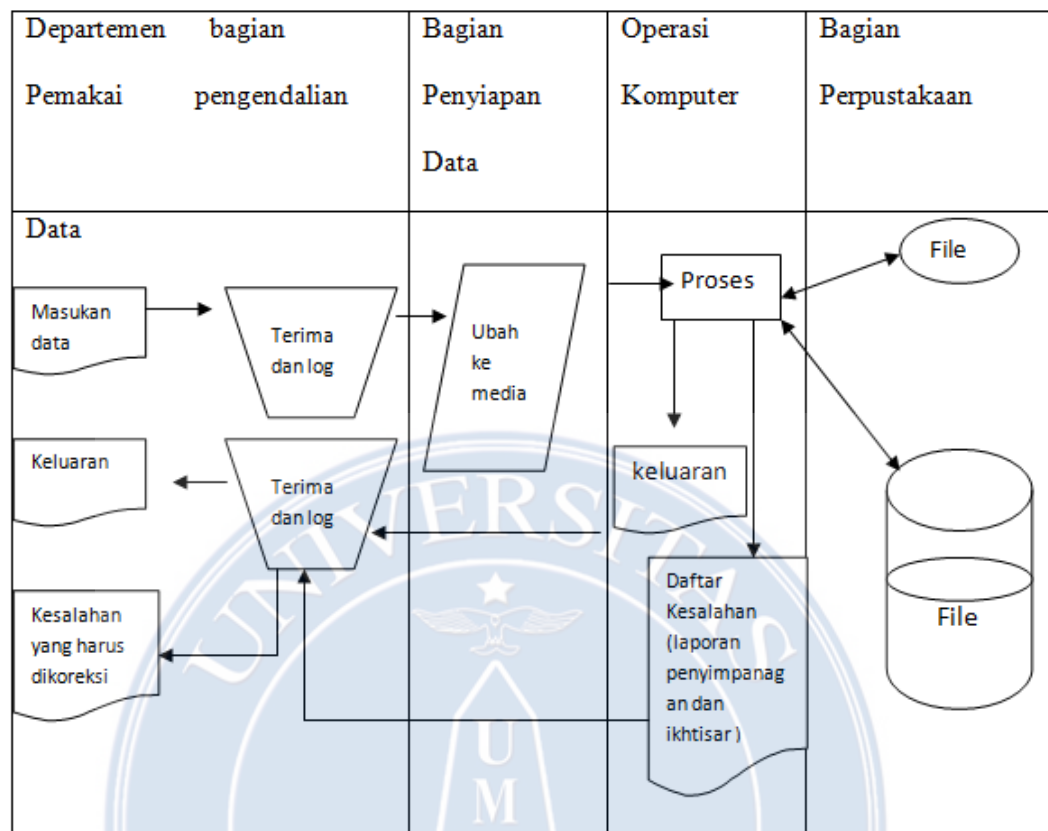 Departemen bagian
Pemakai pengendalian
Bagian
Penyiapan
Data
Operasi
Komputer
Bagian
Perpustakaan
Data
Masukan
data
Terima
dan log
Ubah
ke
media
Proses
File
Keluaran
Terima
dan log
keluaran
File
Kesalahan
yang harus
dikoreksi
Daftar
Kesalahan
(laporan
penyimpanag
an dan
ikhtisar )
UNIVERSITAS
U
M